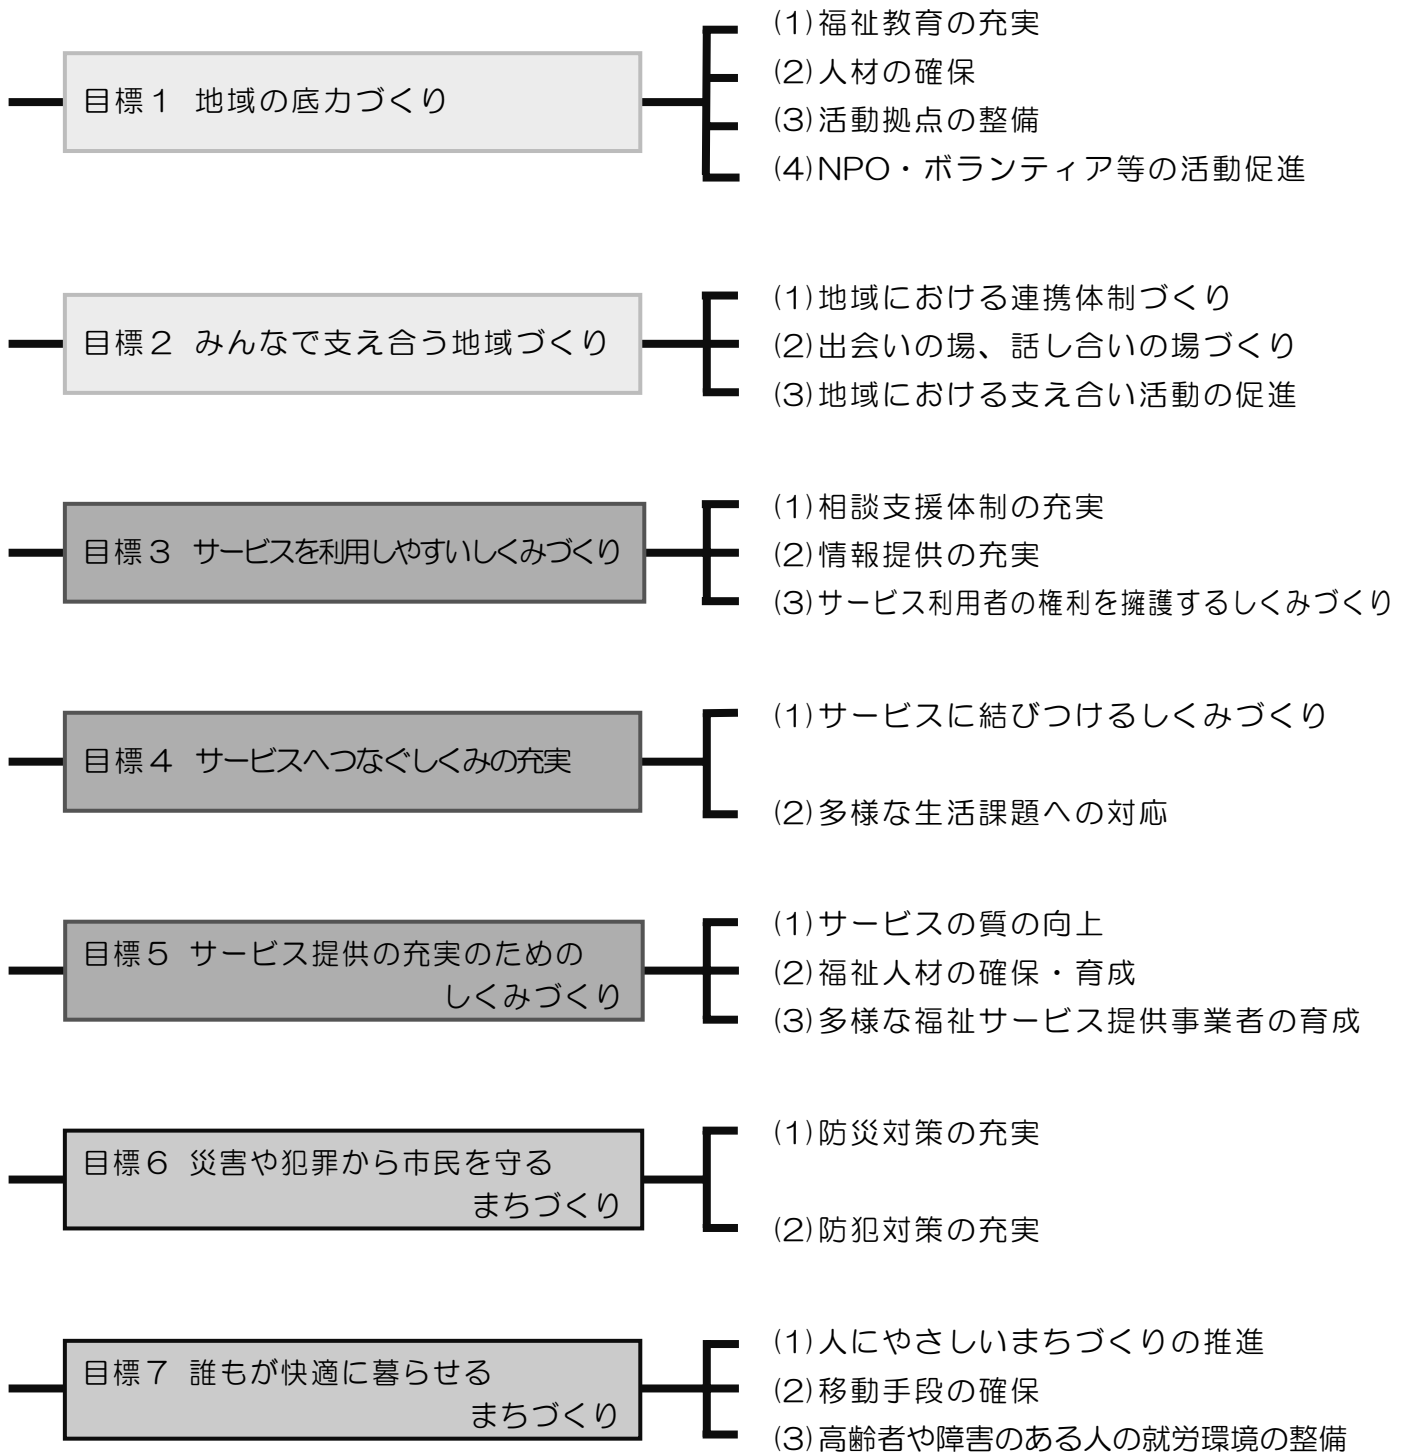 目標1 地域の底力づくり
(1)福祉教育の充実
(2)人材の確保
(3)活動拠点の整備
(4)NPO・ボランティア等の活動促進
目標2 みんなで支え合う地域づくり
(1)地域における連携体制づくり
(2)出会いの場、話し合いの場づくり
(3)地域における支え合い活動の促進
目標3 サービスを利用しやすいしくみづくり
(1)相談支援体制の充実
(2)情報提供の充実
(3)サービス利用者の権利を擁護するしくみづくり
目標4 サービスへつなぐしくみの充実
(1)サービスに結びつけるしくみづくり
(2)多様な生活課題への対応
目標5 サービス提供の充実のための
しくみづくり
(1)サービスの質の向上
(2)福祉人材の確保・育成
(3)多様な福祉サービス提供事業者の育成
目標6 災害や犯罪から市民を守る
まちづくり
(1)防災対策の充実
(2)防犯対策の充実
目標7 誰もが快適に暮らせる
まちづくり
(1)人にやさしいまちづくりの推進
(2)移動手段の確保
(3)高齢者や障害のある人の就労環境の整備